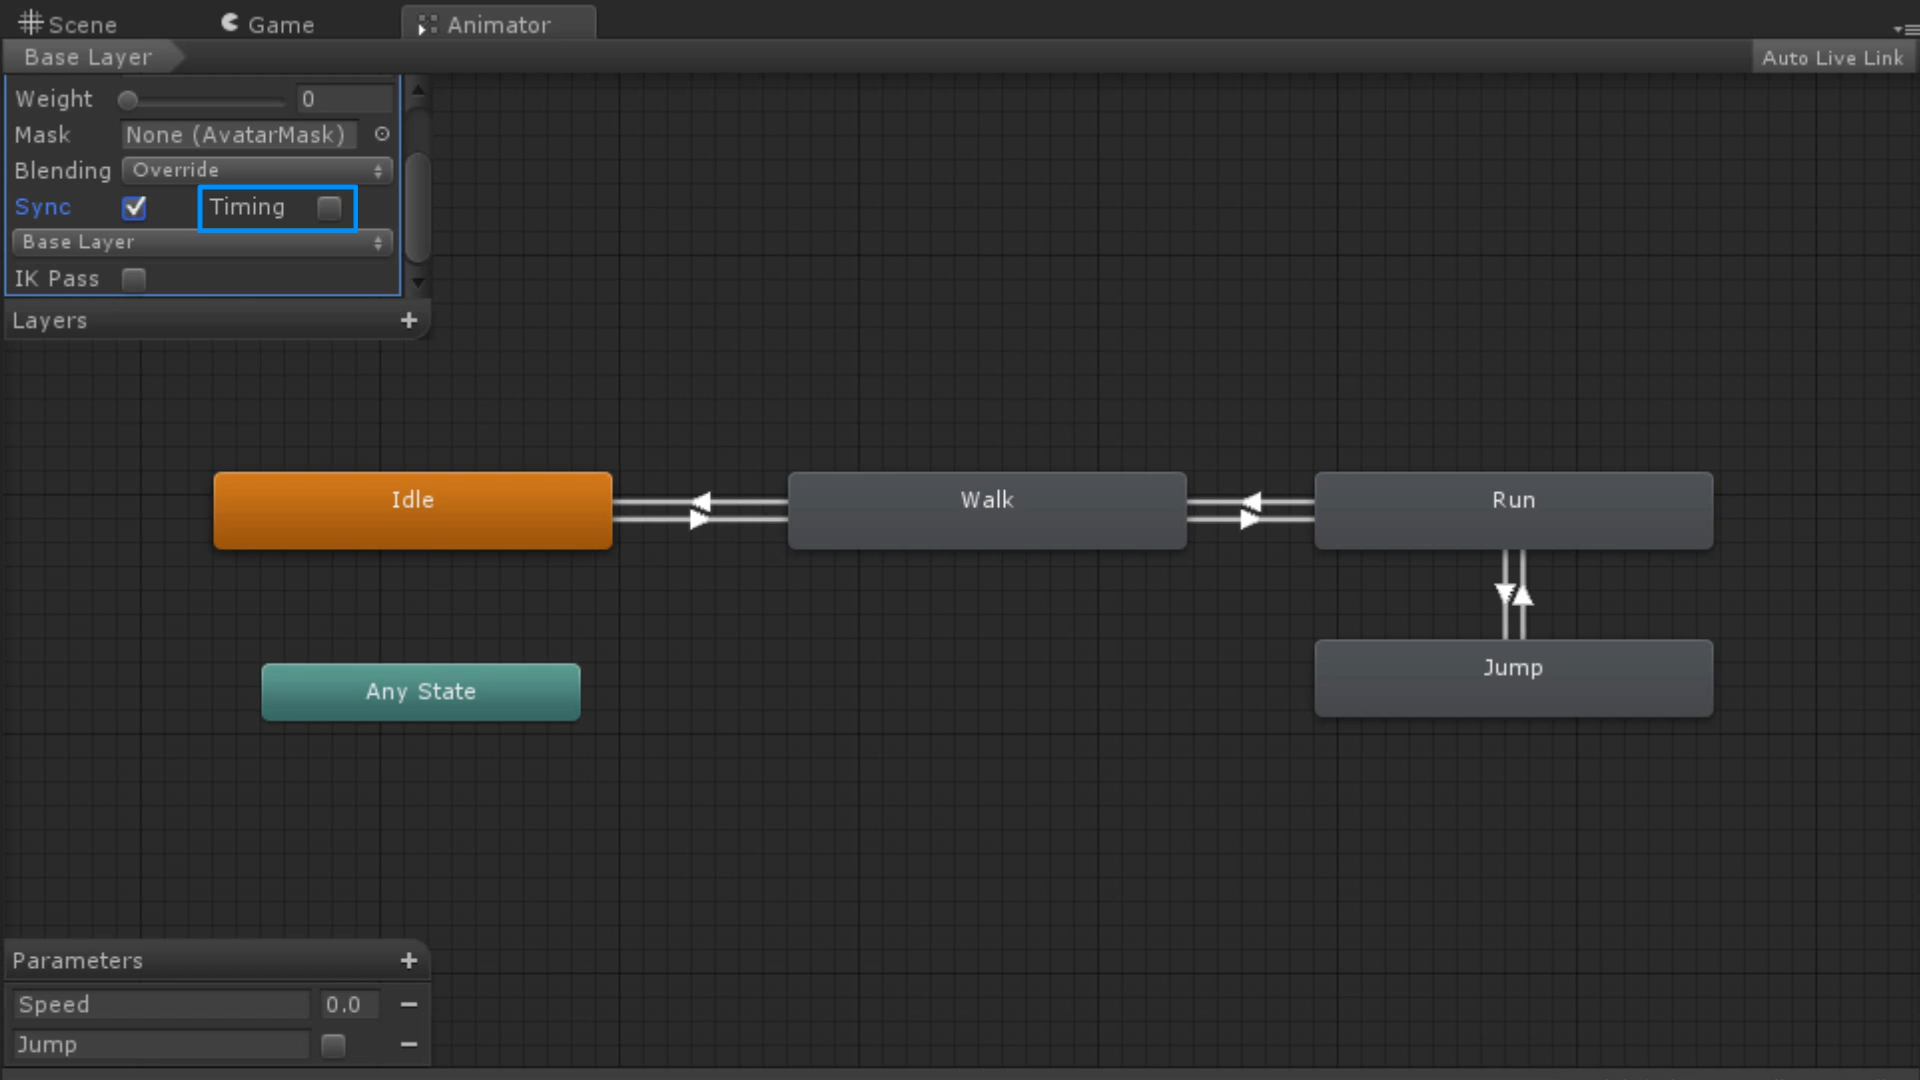 Scene Game Animator
Base Layer Auto Live Link
Weight 0
Mask None (AvatarMask)
Blending Override
Sync Timing
Base Layer
IK Pass
Layers +
Idle Walk Run
Jump
Any State
Parameters +
Speed 0.0
Jump